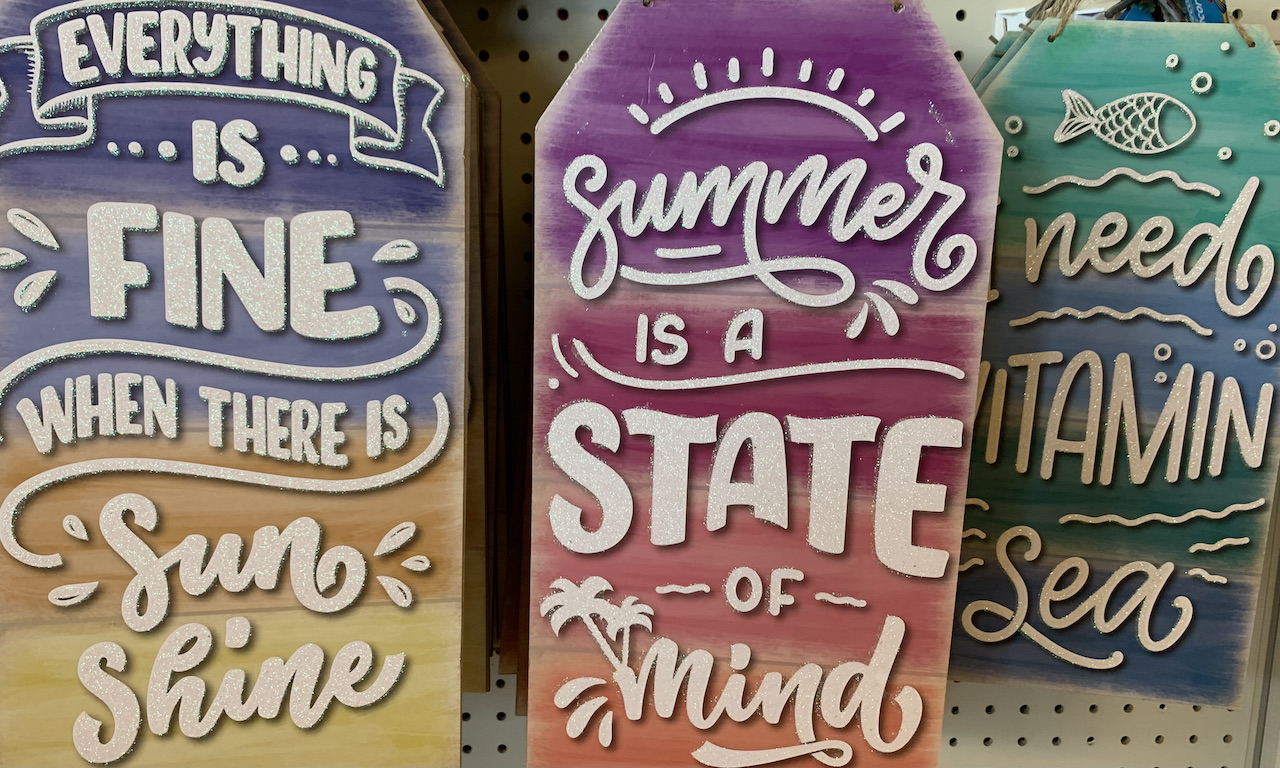 EVERYTHING
IS
FINE
WHEN THERE IS
Sun
Shine
Summer
IS A
STATE
OF
Mind
need
VITAMIN
Sea